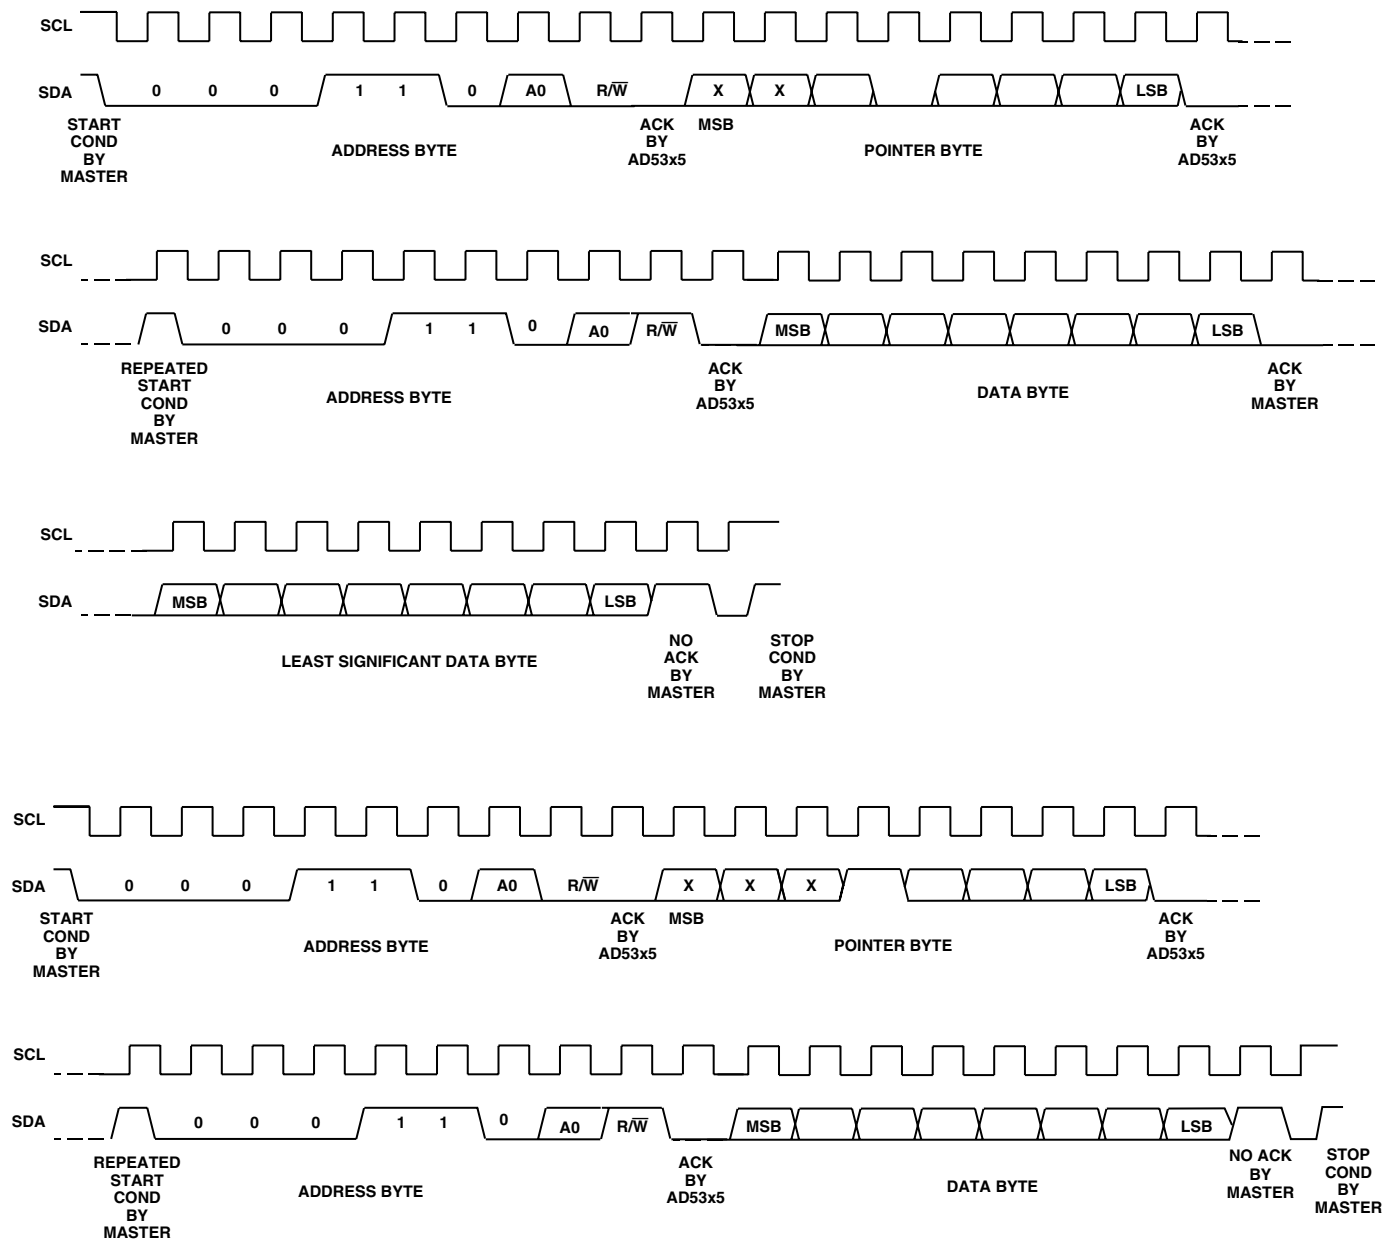 SCL
SDA
0 0 0 1 1 0 A0 R/W̅ X X LSB
START
COND
BY
MASTER
ADDRESS BYTE
ACK
BY
AD53x5
MSB
POINTER BYTE
ACK
BY
AD53x5
SCL
SDA
0 0 0 1 1 0 A0 R/W̅ MSB LSB
REPEATED
START
COND
BY
MASTER
ADDRESS BYTE
ACK
BY
AD53x5
DATA BYTE
ACK
BY
MASTER
SCL
SDA
MSB LSB
LEAST SIGNIFICANT DATA BYTE
NO
ACK
BY
MASTER
STOP
COND
BY
MASTER
SCL
SDA
0 0 0 1 1 0 A0 R/W̅ X X X LSB
START
COND
BY
MASTER
ADDRESS BYTE
ACK
BY
AD53x5
MSB
POINTER BYTE
ACK
BY
AD53x5
SCL
SDA
0 0 0 1 1 0 A0 R/W̅ MSB LSB
REPEATED
START
COND
BY
MASTER
ADDRESS BYTE
ACK
BY
AD53x5
DATA BYTE
NO ACK
BY
MASTER
STOP
COND
BY
MASTER